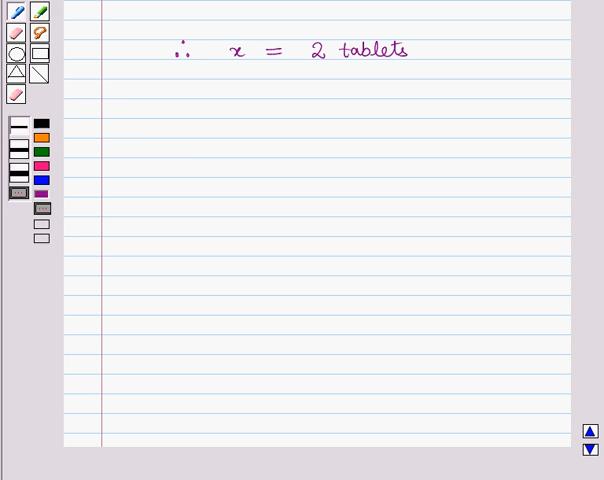 ∴ x = 2 tablets